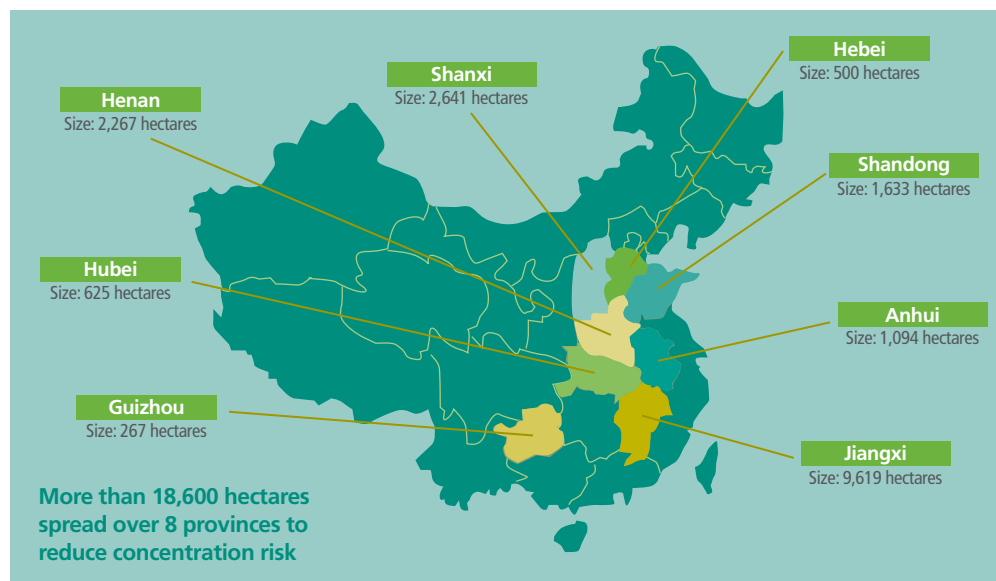 Hebei
Size: 500 hectares
Shanxi
Size: 2,641 hectares
Henan
Size: 2,267 hectares
Shandong
Size: 1,633 hectares
Hubei
Size: 625 hectares
Anhui
Size: 1,094 hectares
Guizhou
Size: 267 hectares
Jiangxi
Size: 9,619 hectares
More than 18,600 hectares
spread over 8 provinces to
reduce concentration risk